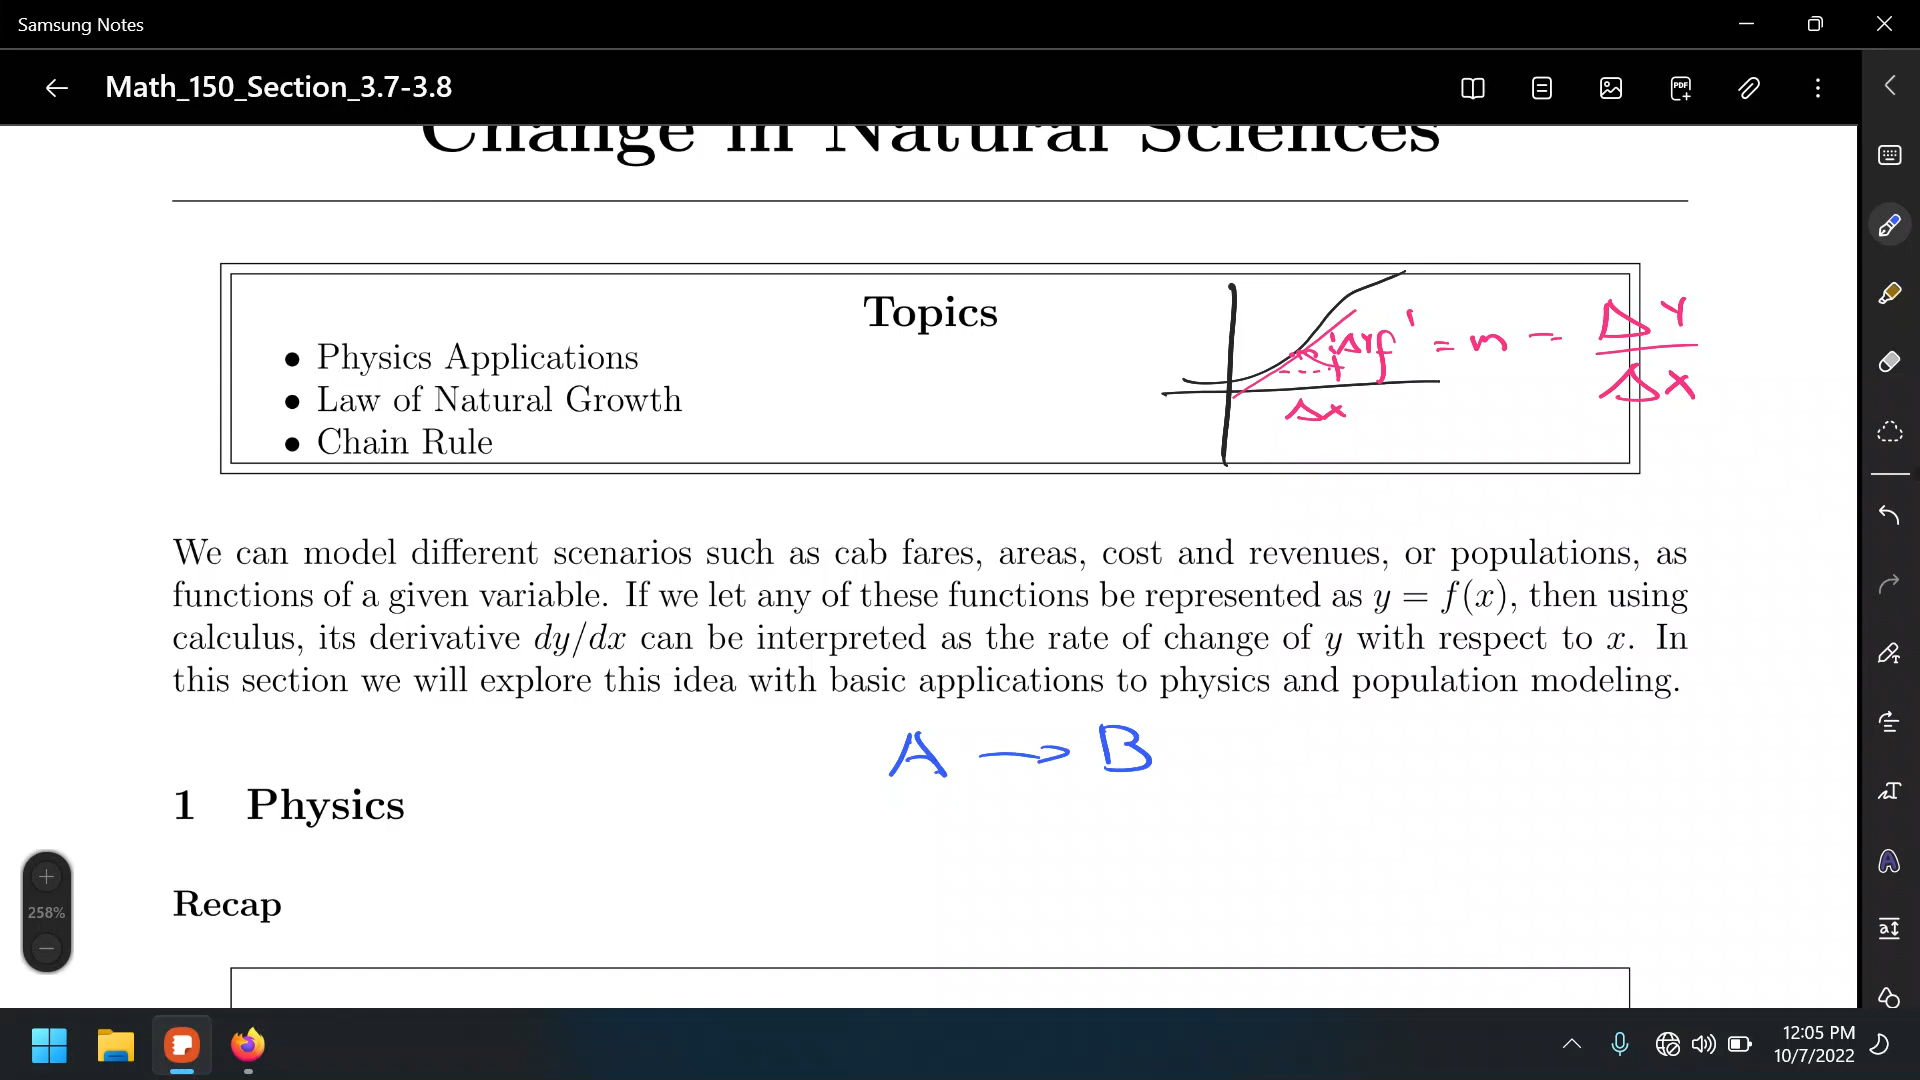 Samsung Notes
Math_150_Section_3.7-3.8
Change in Natural Sciences
Topics
• Physics Applications
• Law of Natural Growth
• Chain Rule
f' = m = ΔY / ΔX
ΔY
Δx
We can model different scenarios such as cab fares, areas, cost and revenues, or populations, as
functions of a given variable. If we let any of these functions be represented as y = f(x), then using
calculus, its derivative dy/dx can be interpreted as the rate of change of y with respect to x. In
this section we will explore this idea with basic applications to physics and population modeling.
A → B
1 Physics
Recap
258%
12:05 PM
10/7/2022